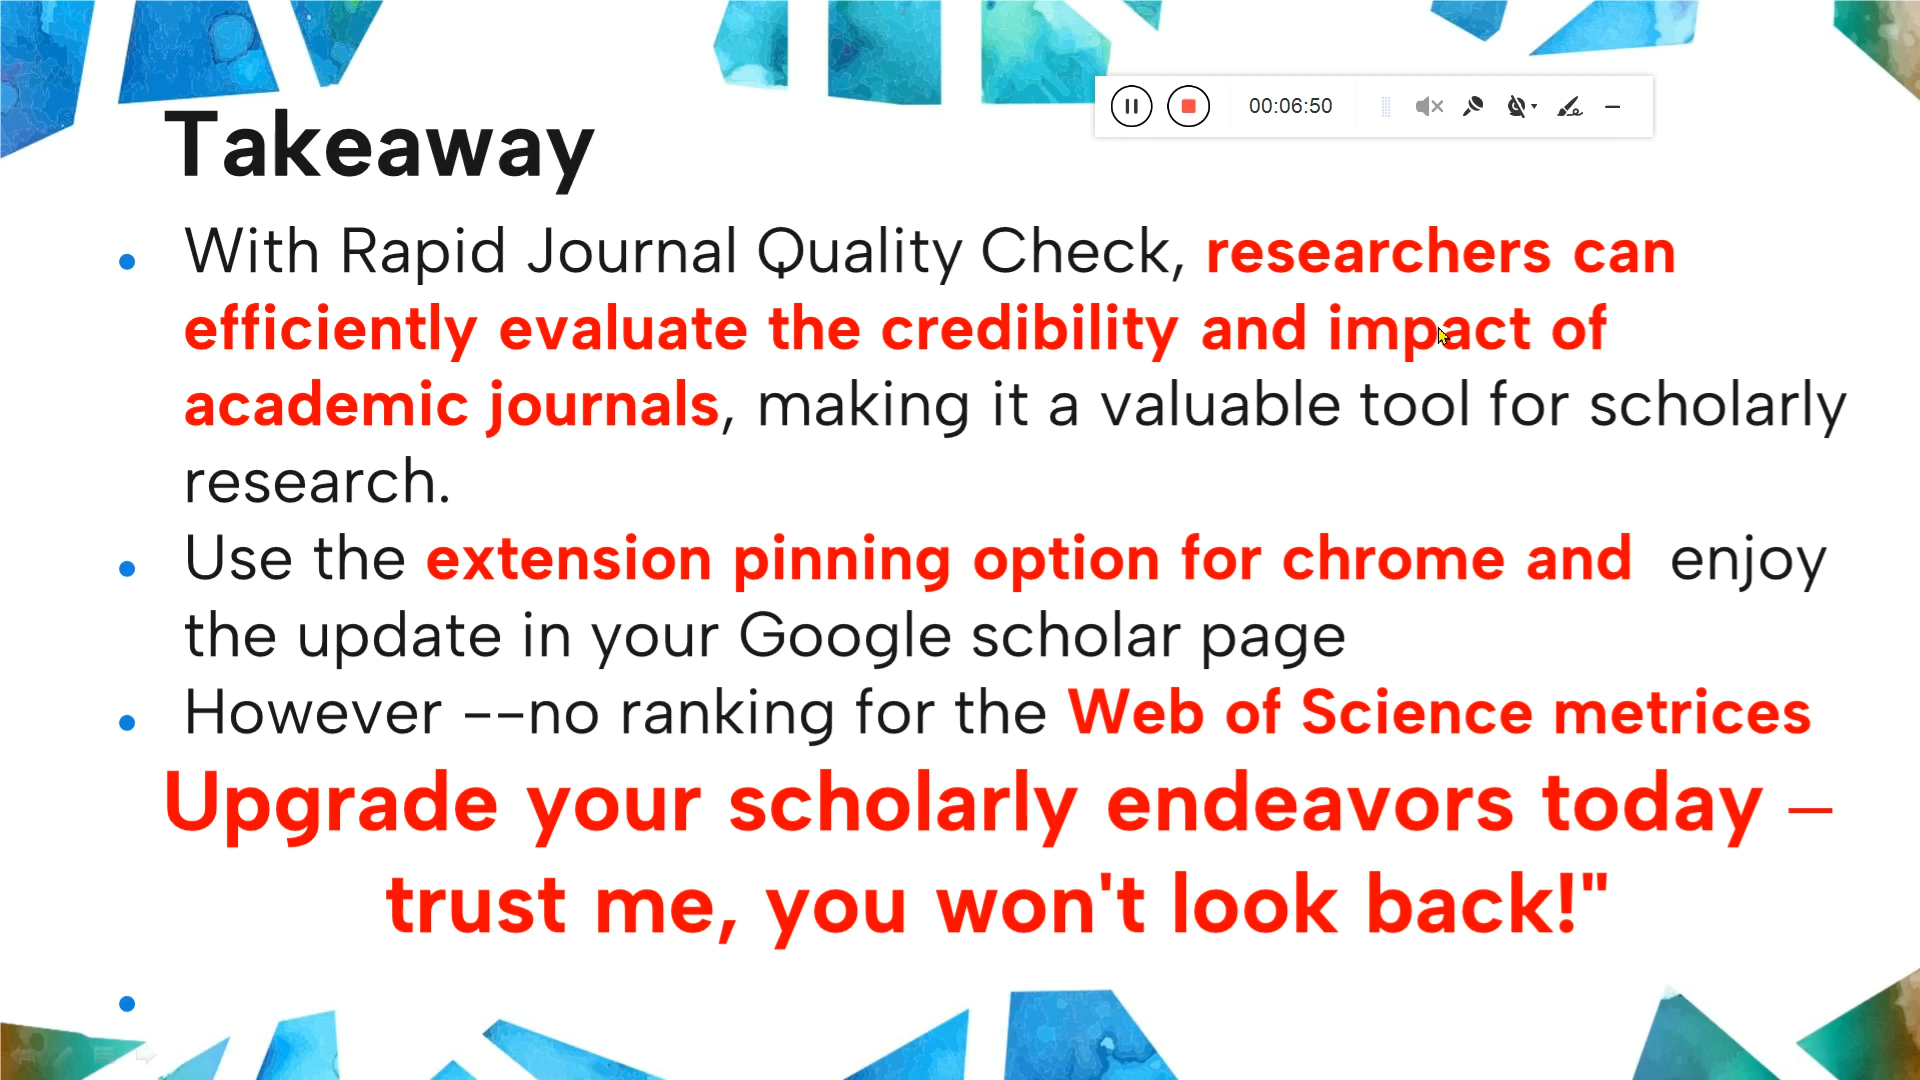 00:06:50
Takeaway
• With Rapid Journal Quality Check, researchers can
efficiently evaluate the credibility and impact of
academic journals, making it a valuable tool for scholarly
research.
• Use the extension pinning option for chrome and  enjoy
the update in your Google scholar page
• However --no ranking for the Web of Science metrices
Upgrade your scholarly endeavors today –
trust me, you won't look back!"
•